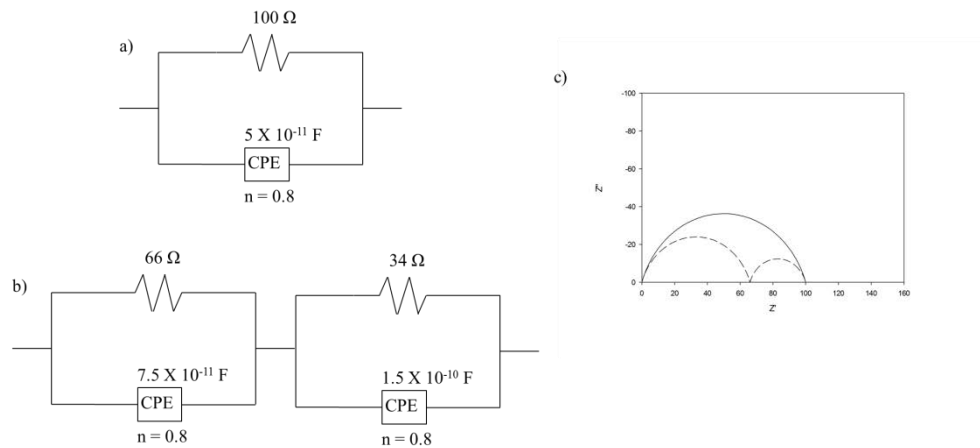 a)
100 Ω
5 X 10⁻¹¹ F
CPE
n = 0.8
b)
66 Ω
7.5 X 10⁻¹¹ F
CPE
n = 0.8
34 Ω
1.5 X 10⁻¹⁰ F
CPE
n = 0.8
c)
-100
-80
-60
-40
-20
0
Z"
0 20 40 60 80 100 120 140 160
Z'